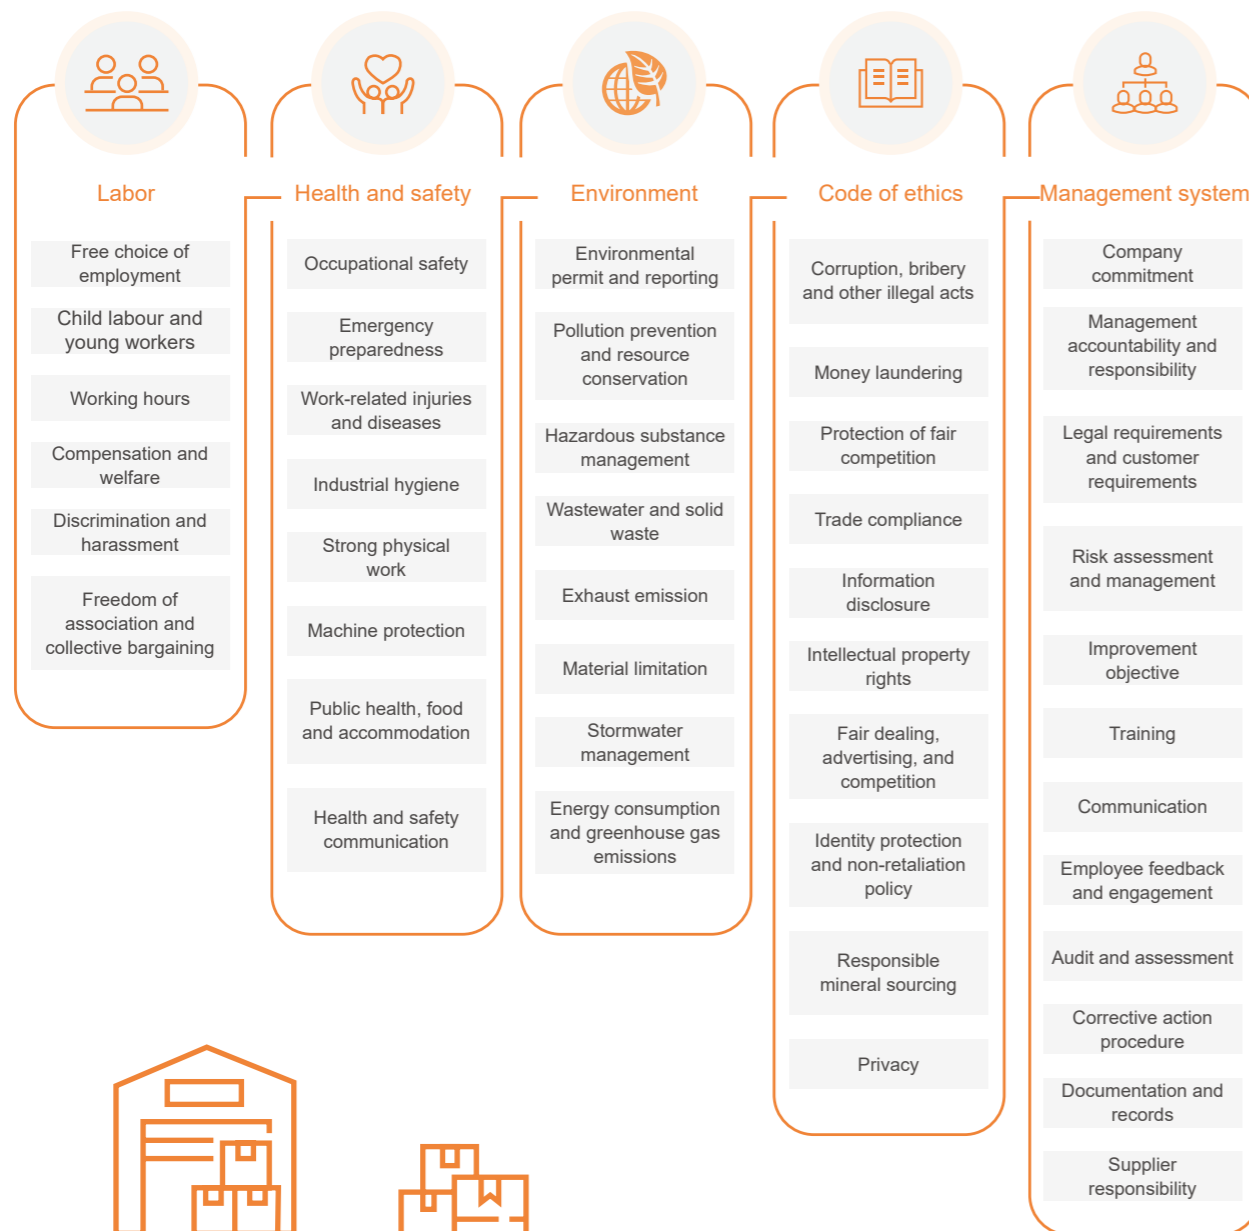 Labor
Free choice of
employment
Child labour and
young workers
Working hours
Compensation and
welfare
Discrimination and
harassment
Freedom of
association and
collective bargaining
Health and safety
Occupational safety
Emergency
preparedness
Work-related injuries
and diseases
Industrial hygiene
Strong physical
work
Machine protection
Public health, food
and accommodation
Health and safety
communication
Environment
Environmental
permit and reporting
Pollution prevention
and resource
conservation
Hazardous substance
management
Wastewater and solid
waste
Exhaust emission
Material limitation
Stormwater
management
Energy consumption
and greenhouse gas
emissions
Code of ethics
Corruption, bribery
and other illegal acts
Money laundering
Protection of fair
competition
Trade compliance
Information
disclosure
Intellectual property
rights
Fair dealing,
advertising, and
competition
Identity protection
and non-retaliation
policy
Responsible
mineral sourcing
Privacy
Management system
Company
commitment
Management
accountability and
responsibility
Legal requirements
and customer
requirements
Risk assessment
and management
Improvement
objective
Training
Communication
Employee feedback
and engagement
Audit and assessment
Corrective action
procedure
Documentation and
records
Supplier
responsibility